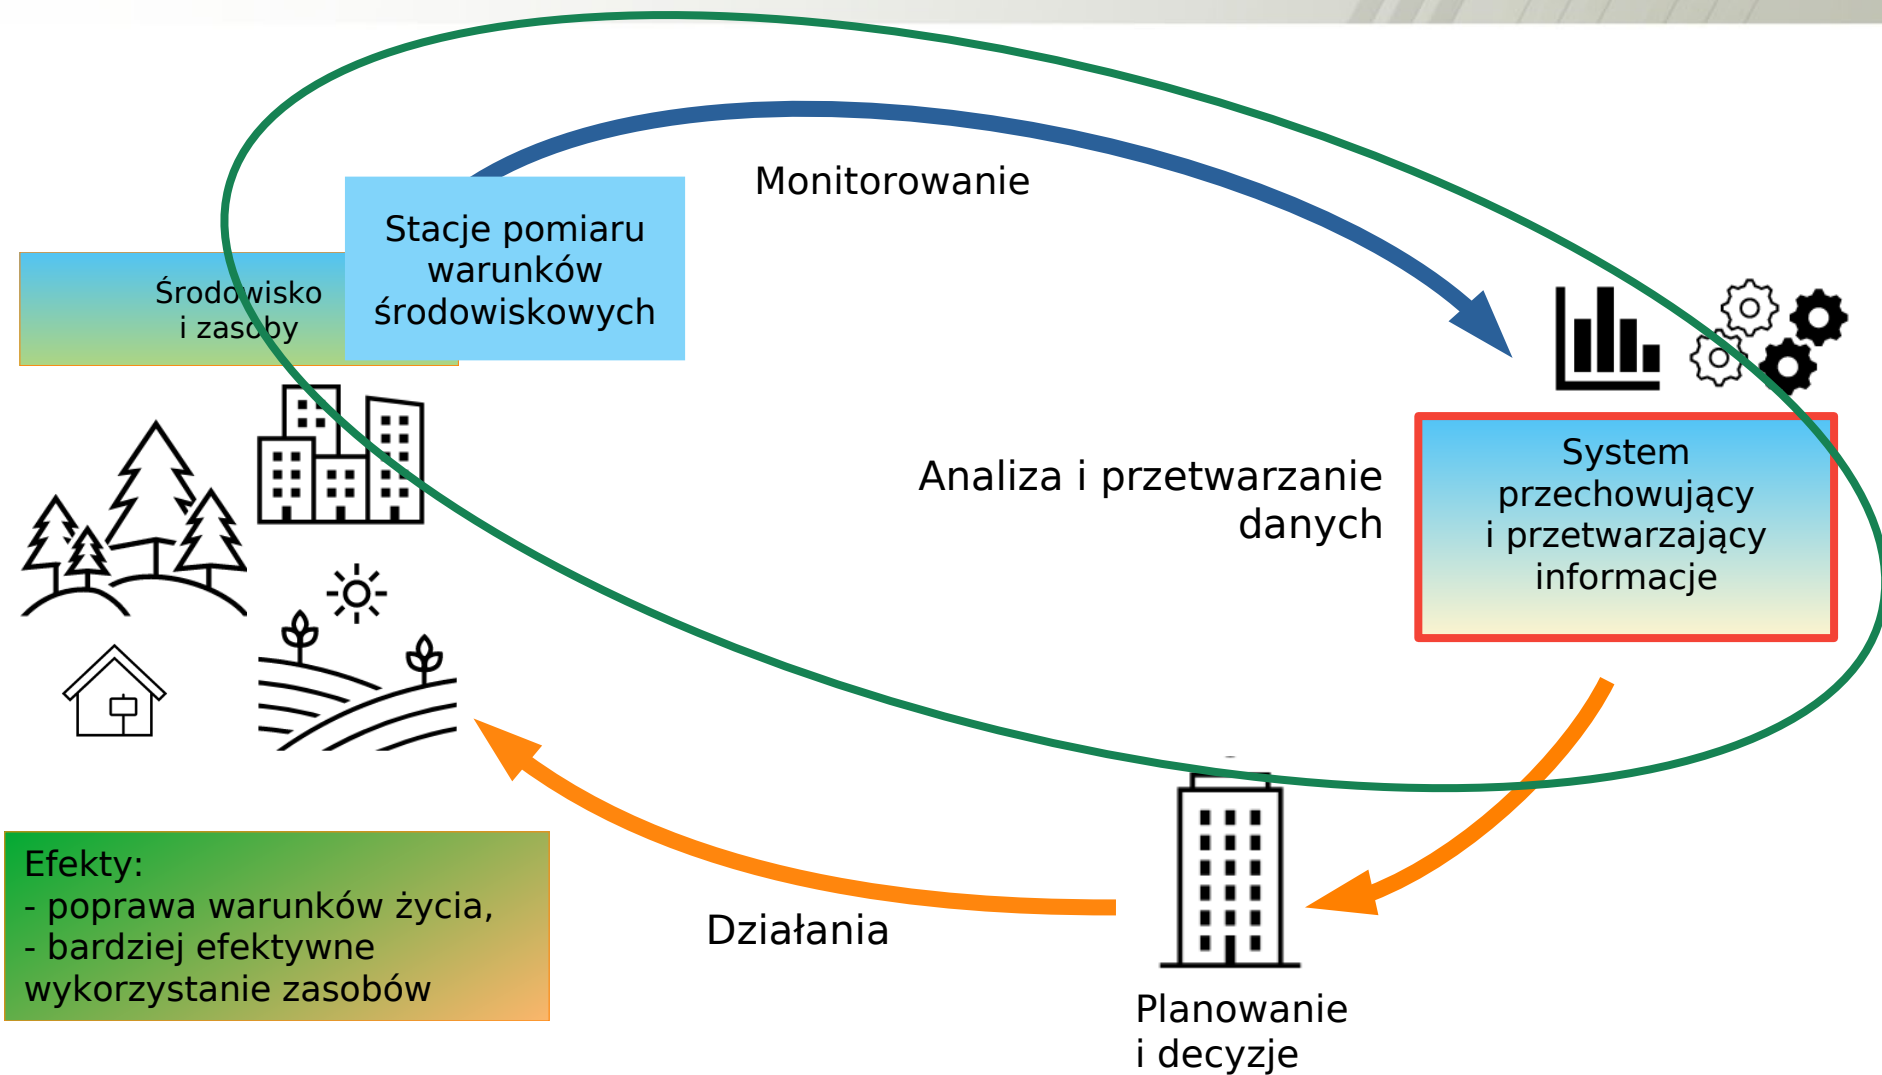 Monitorowanie
Stacje pomiaru
warunków
środowiskowych
Środowisko
i zasoby
Analiza i przetwarzanie
danych
System
przechowujący
i przetwarzający
informacje
Efekty:
- poprawa warunków życia,
- bardziej efektywne
wykorzystanie zasobów
Działania
Planowanie
i decyzje